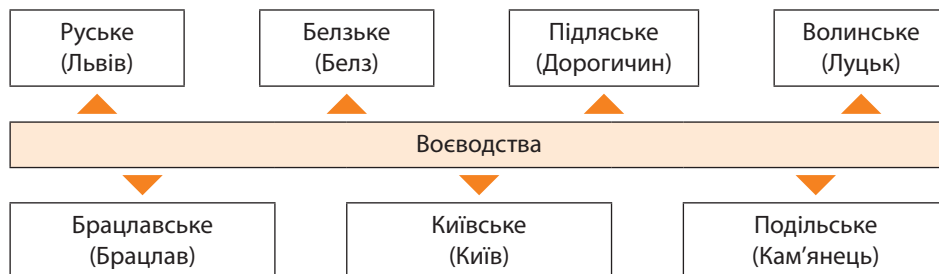 Руське
(Львів)
Белзьке
(Белз)
Підляське
(Дорогичин)
Волинське
(Луцьк)
Воєводства
Брацлавське
(Брацлав)
Київське
(Київ)
Подільське
(Кам’янець)